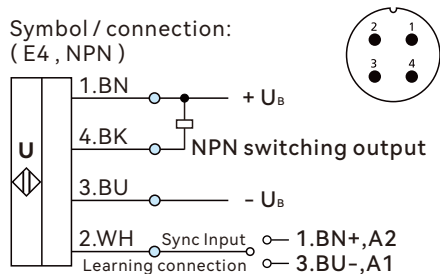 Symbol / connection:
( E4 , NPN )
2 1
3 4
1.BN + UB
4.BK NPN switching output
U
3.BU - UB
2.WH Sync Input 1.BN+,A2
Learning connection 3.BU-,A1